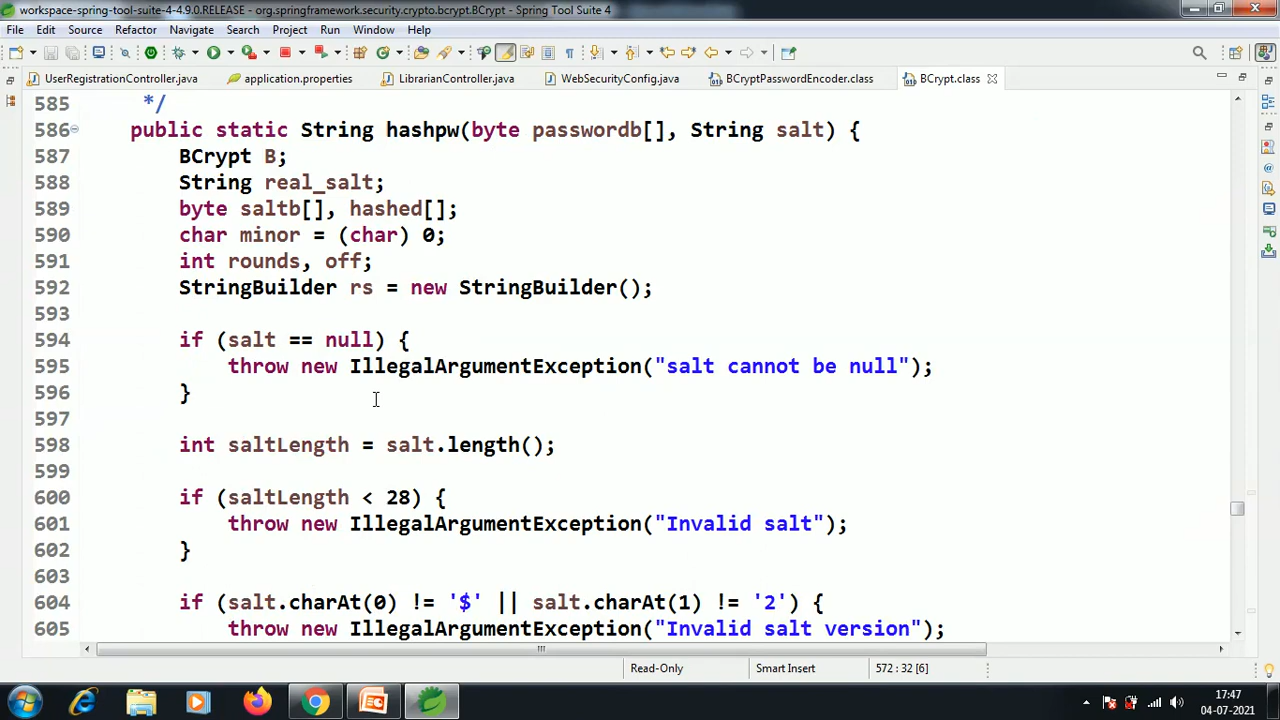 workspace-spring-tool-suite-4-4.9.0.RELEASE - org.springframework.security.crypto.bcrypt.BCrypt - Spring Tool Suite 4
File Edit Source Refactor Navigate Search Project Run Window Help
UserRegistrationController.java application.properties LibrarianController.java WebSecurityConfig.java BCryptPasswordEncoder.class BCrypt.class
585 */
586 public static String hashpw(byte passwordb[], String salt) {
587 BCrypt B;
588 String real_salt;
589 byte saltb[], hashed[];
590 char minor = (char) 0;
591 int rounds, off;
592 StringBuilder rs = new StringBuilder();
593
594 if (salt == null) {
595 throw new IllegalArgumentException("salt cannot be null");
596 }
597
598 int saltLength = salt.length();
599
600 if (saltLength < 28) {
601 throw new IllegalArgumentException("Invalid salt");
602 }
603
604 if (salt.charAt(0) != '$' || salt.charAt(1) != '2') {
605 throw new IllegalArgumentException("Invalid salt version");
Read-Only Smart Insert 572 : 32 [6]
17:47
04-07-2021